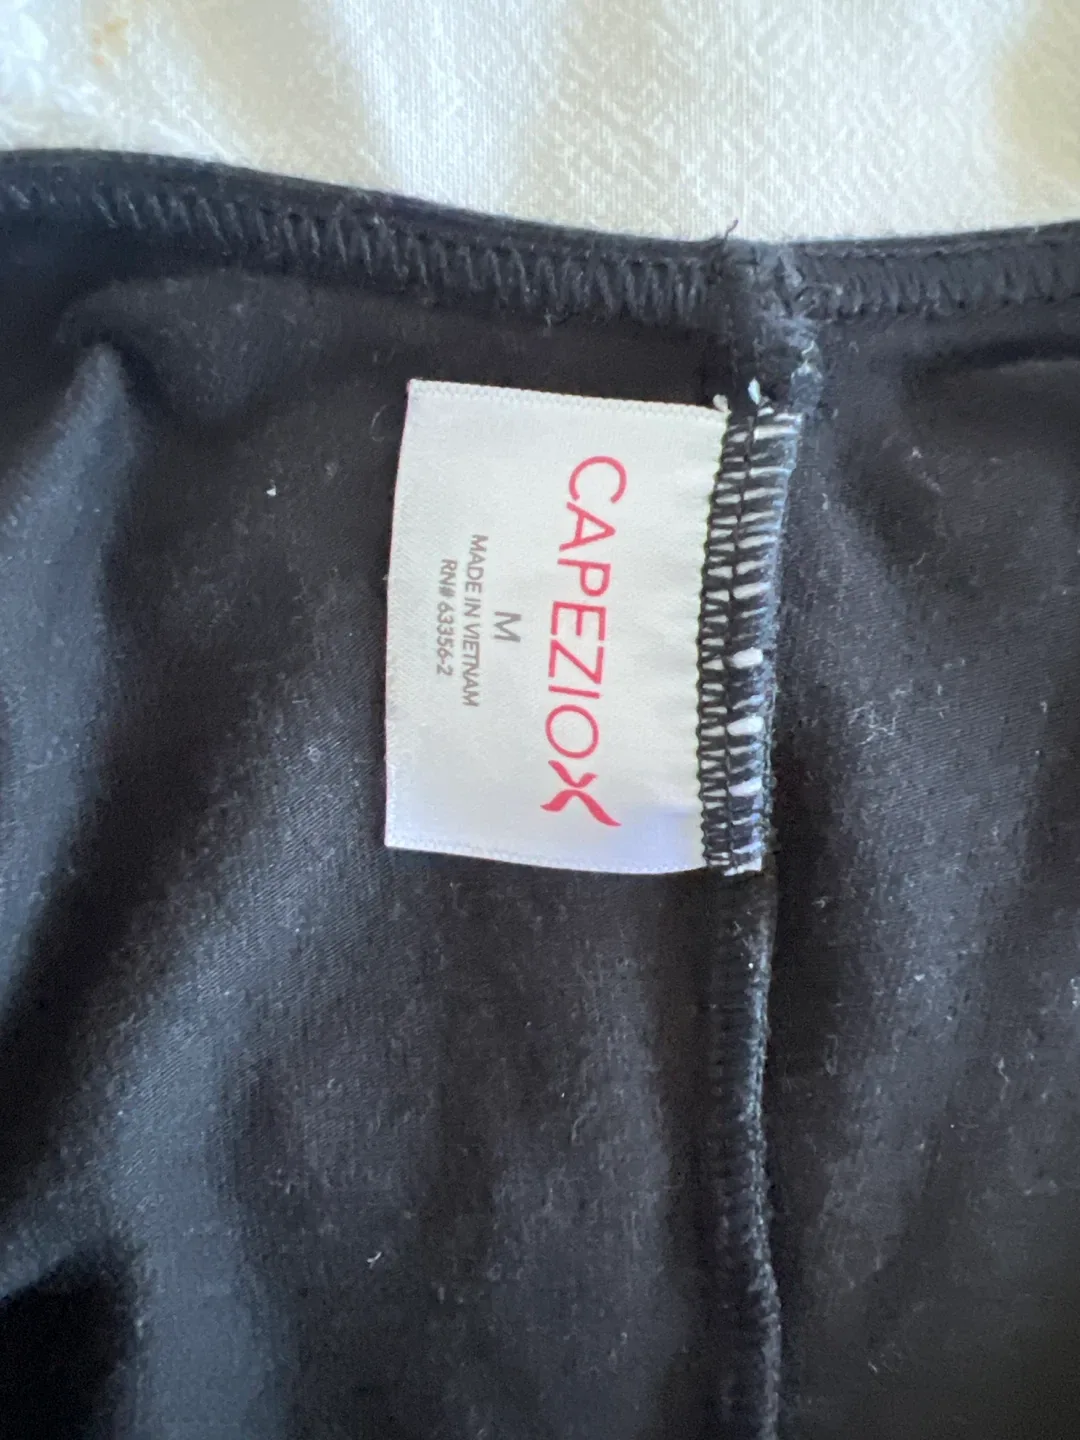 CAPEZIO
M
MADE IN VIETNAM
RN# 63356-2